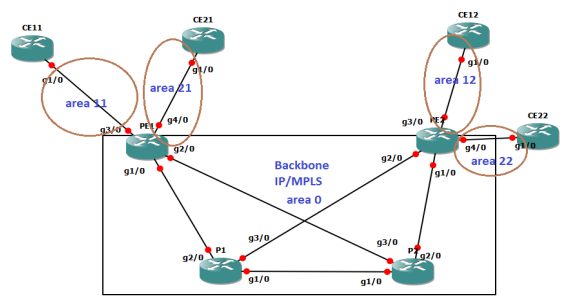 CE11
CE21
CE12
g1/0
g1/0
g1/0
area 11
area 21
area 12
g3/0
PE1
g4/0
g3/0
PE2
CE22
g2/0
g1/0
g2/0
g4/0
g1/0
area 22
g1/0
Backbone
IP/MPLS
area 0
g2/0
P1
g3/0
g3/0
P2
g2/0
g1/0
g1/0